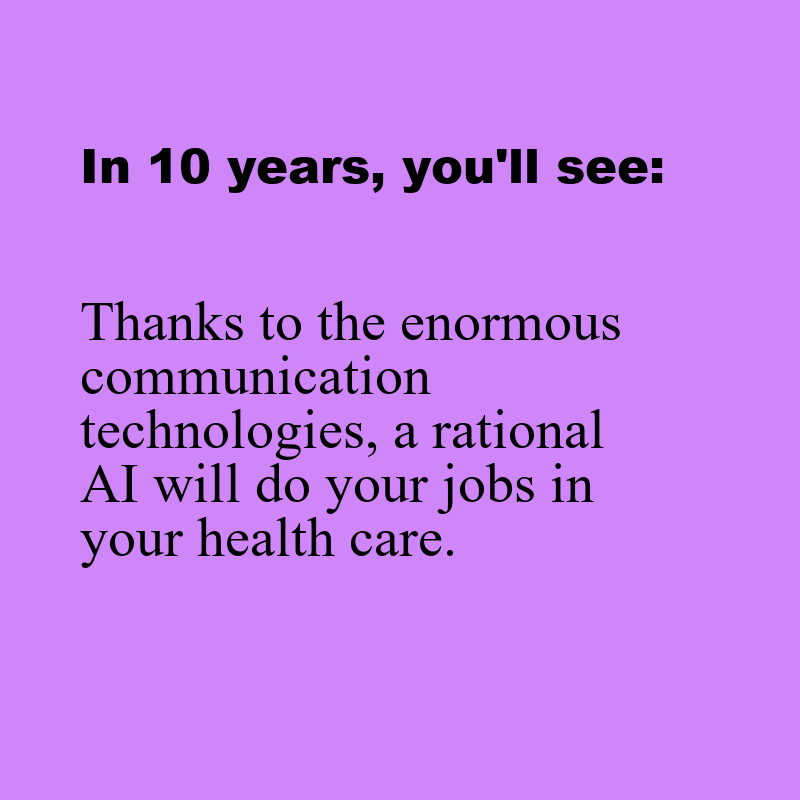 In 10 years, you'll see:
Thanks to the enormous
communication
technologies, a rational
AI will do your jobs in
your health care.